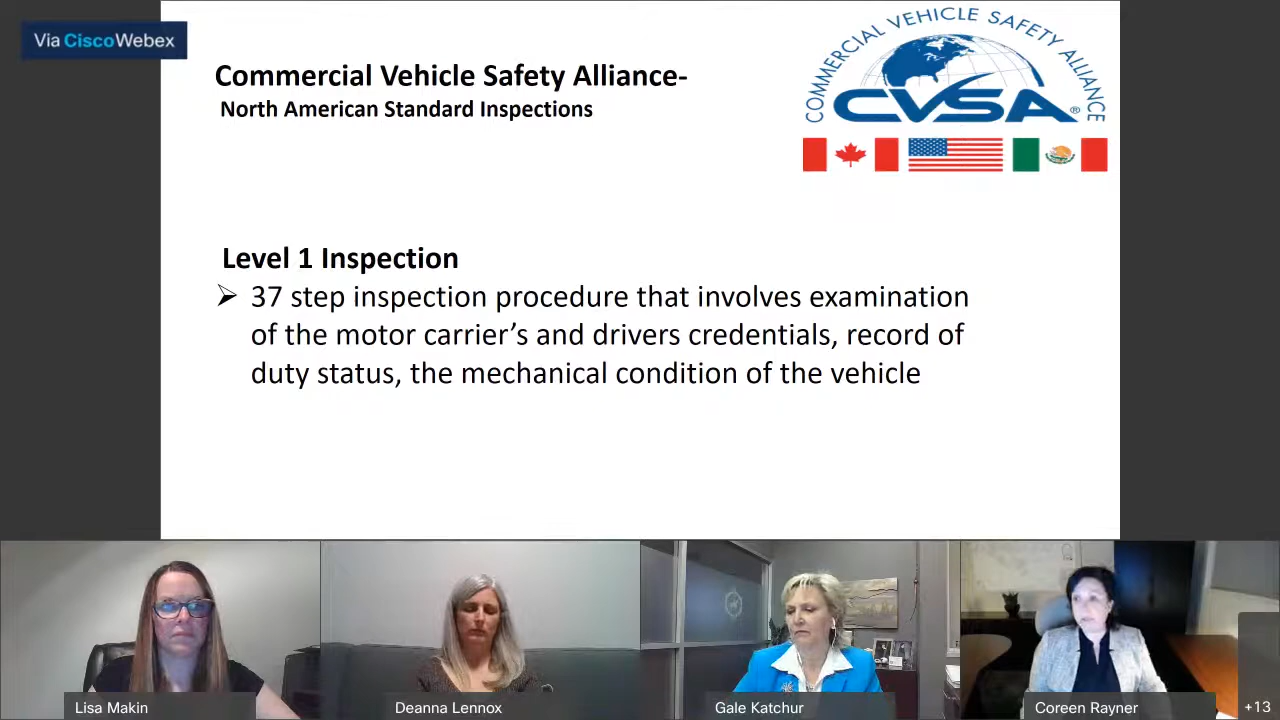 Via CiscoWebex
COMMERCIAL VEHICLE SAFETY ALLIANCE
CVSA®
Commercial Vehicle Safety Alliance-
North American Standard Inspections
Level 1 Inspection
➢ 37 step inspection procedure that involves examination
of the motor carrier’s and drivers credentials, record of
duty status, the mechanical condition of the vehicle
Lisa Makin
Deanna Lennox
Gale Katchur
Coreen Rayner
+13